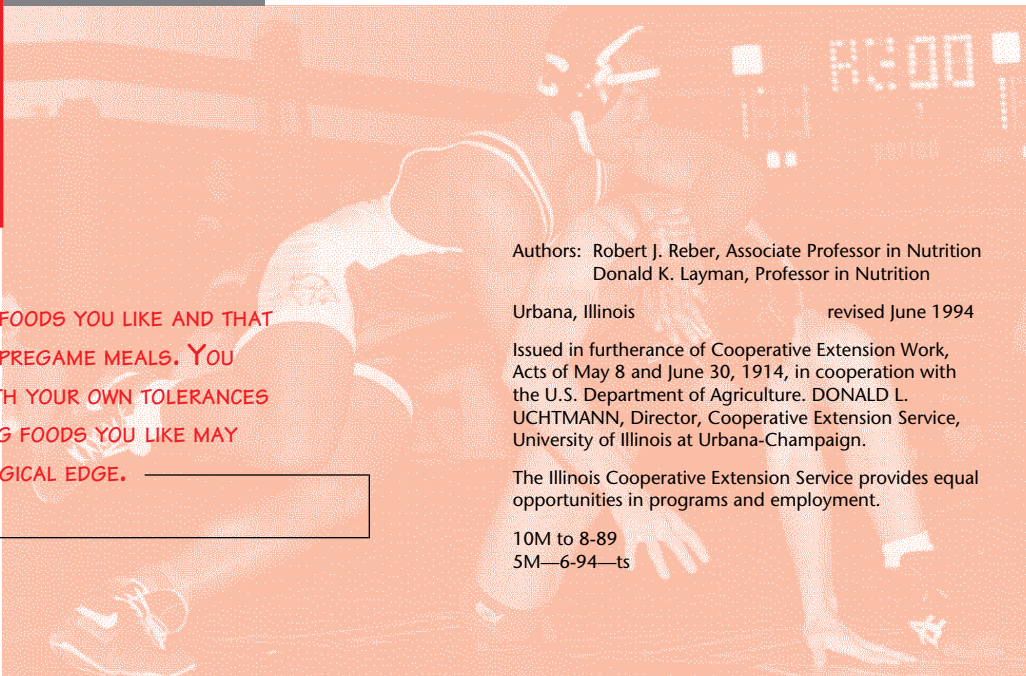 FOODS YOU LIKE AND THAT
PREGAME MEALS. YOU
YOUR OWN TOLERANCES
FOODS YOU LIKE MAY
EDGE.
Authors: Robert J. Reber, Associate Professor in Nutrition
Donald K. Layman, Professor in Nutrition
Urbana, Illinois revised June 1994
Issued in furtherance of Cooperative Extension Work,
Acts of May 8 and June 30, 1914, in cooperation with
the U.S. Department of Agriculture. DONALD L.
UCHTMANN, Director, Cooperative Extension Service,
University of Illinois at Urbana-Champaign.
The Illinois Cooperative Extension Service provides equal
opportunities in programs and employment.
10M to 8-89
5M—6-94—ts